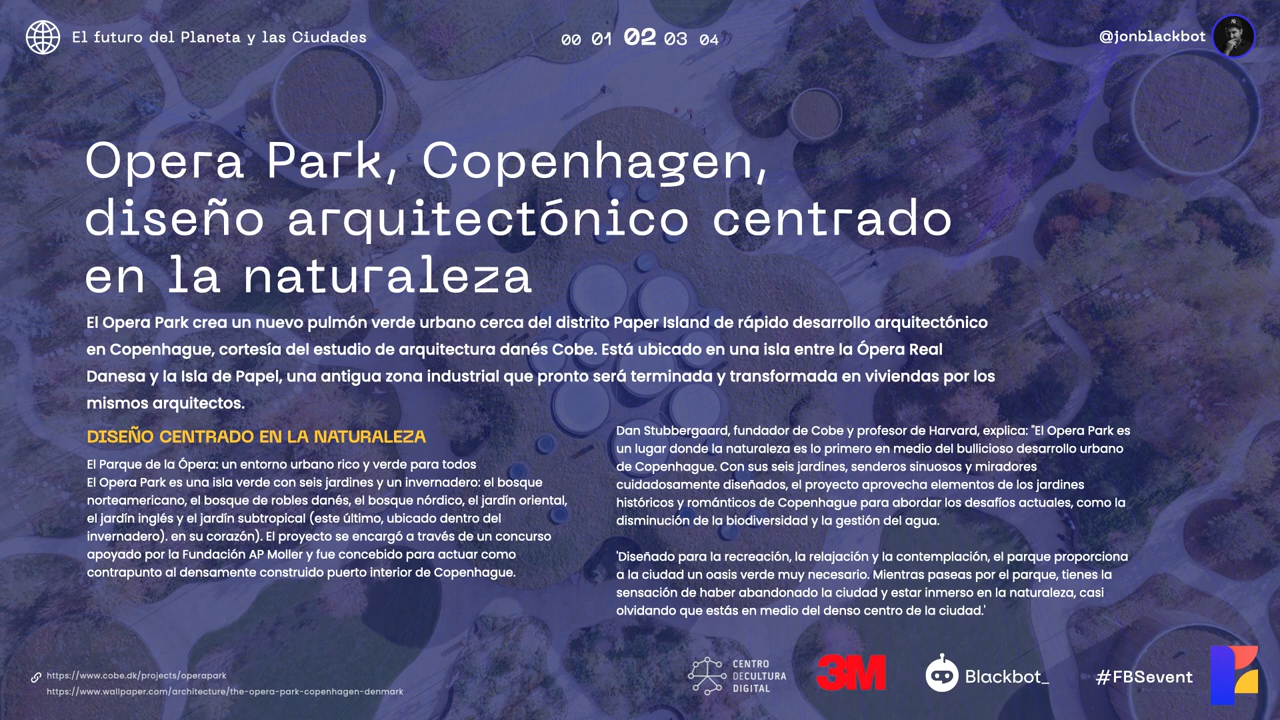 El futuro del Planeta y las Ciudades
00 01 02 03 04
@jonblackbot
Opera Park, Copenhagen,
diseño arquitectónico centrado
en la naturaleza
El Opera Park crea un nuevo pulmón verde urbano cerca del distrito Paper Island de rápido desarrollo arquitectónico
en Copenhague, cortesía del estudio de arquitectura danés Cobe. Está ubicado en una isla entre la Ópera Real
Danesa y la Isla de Papel, una antigua zona industrial que pronto será terminada y transformada en viviendas por los
mismos arquitectos.
DISEÑO CENTRADO EN LA NATURALEZA
El Parque de la Ópera: un entorno urbano rico y verde para todos
El Opera Park es una isla verde con seis jardines y un invernadero: el bosque
norteamericano, el bosque de robles danés, el bosque nórdico, el jardín oriental,
el jardín inglés y el jardín subtropical (este último, ubicado dentro del
invernadero). en su corazón). El proyecto se encargó a través de un concurso
apoyado por la Fundación AP Moller y fue concebido para actuar como
contrapunto al densamente construido puerto interior de Copenhague.
Dan Stubbergaard, fundador de Cobe y profesor de Harvard, explica: "El Opera Park es
un lugar donde la naturaleza es lo primero en medio del bullicioso desarrollo urbano
de Copenhague. Con sus seis jardines, senderos sinuosos y miradores
cuidadosamente diseñados, el proyecto aprovecha elementos de los jardines
históricos y románticos de Copenhague para abordar los desafíos actuales, como la
disminución de la biodiversidad y la gestión del agua.
'Diseñado para la recreación, la relajación y la contemplación, el parque proporciona
a la ciudad un oasis verde muy necesario. Mientras paseas por el parque, tienes la
sensación de haber abandonado la ciudad y estar inmerso en la naturaleza, casi
olvidando que estás en medio del denso centro de la ciudad.'
https://www.cobe.dk/projects/operapark
https://www.wallpaper.com/architecture/the-opera-park-copenhagen-denmark
CENTRO
DECULTURA
DIGITAL
3M
Blackbot_
#FBSevent